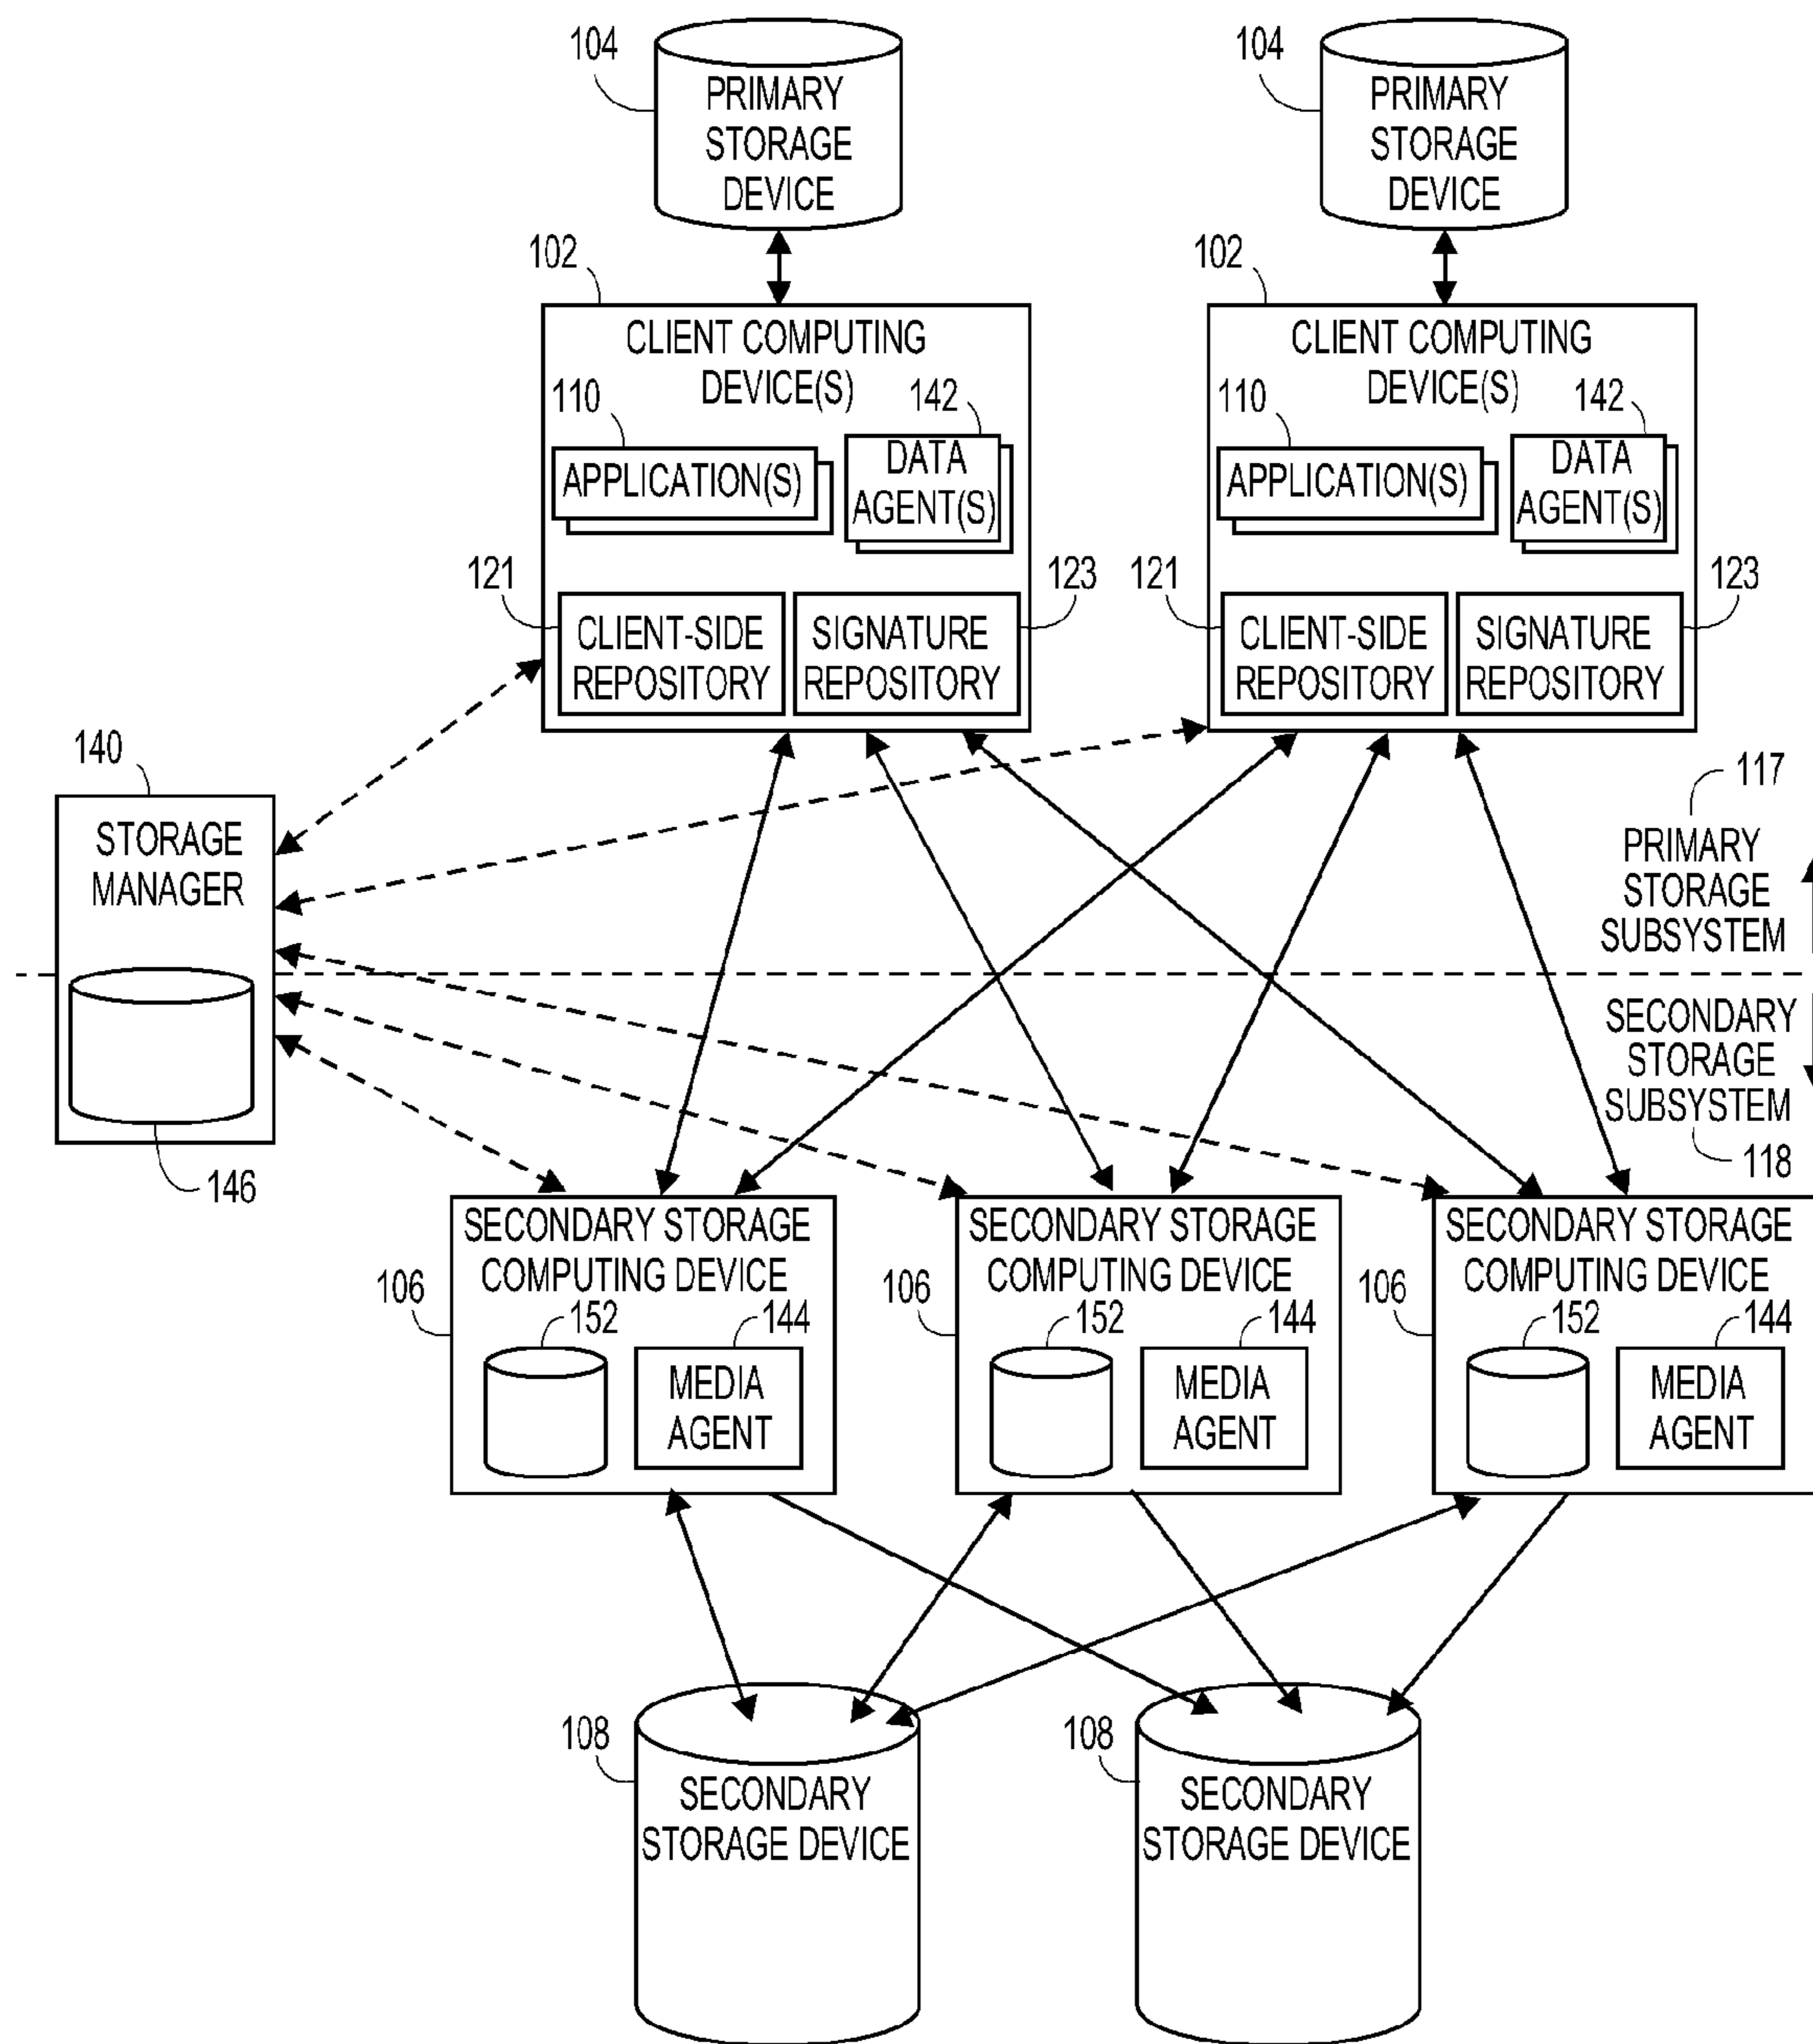 104
PRIMARY
STORAGE
DEVICE
104
PRIMARY
STORAGE
DEVICE
102
CLIENT COMPUTING
DEVICE(S)
110
142
APPLICATION(S)
DATA
AGENT(S)
121
123
CLIENT-SIDE
REPOSITORY
SIGNATURE
REPOSITORY
102
CLIENT COMPUTING
DEVICE(S)
110
142
APPLICATION(S)
DATA
AGENT(S)
121
123
CLIENT-SIDE
REPOSITORY
SIGNATURE
REPOSITORY
140
STORAGE
MANAGER
146
117
PRIMARY
STORAGE
SUBSYSTEM
SECONDARY
STORAGE
SUBSYSTEM
118
SECONDARY STORAGE
COMPUTING DEVICE
106
152
144
MEDIA
AGENT
SECONDARY STORAGE
COMPUTING DEVICE
106
152
144
MEDIA
AGENT
SECONDARY STORAGE
COMPUTING DEVICE
106
152
144
MEDIA
AGENT
108
SECONDARY
STORAGE DEVICE
108
SECONDARY
STORAGE DEVICE